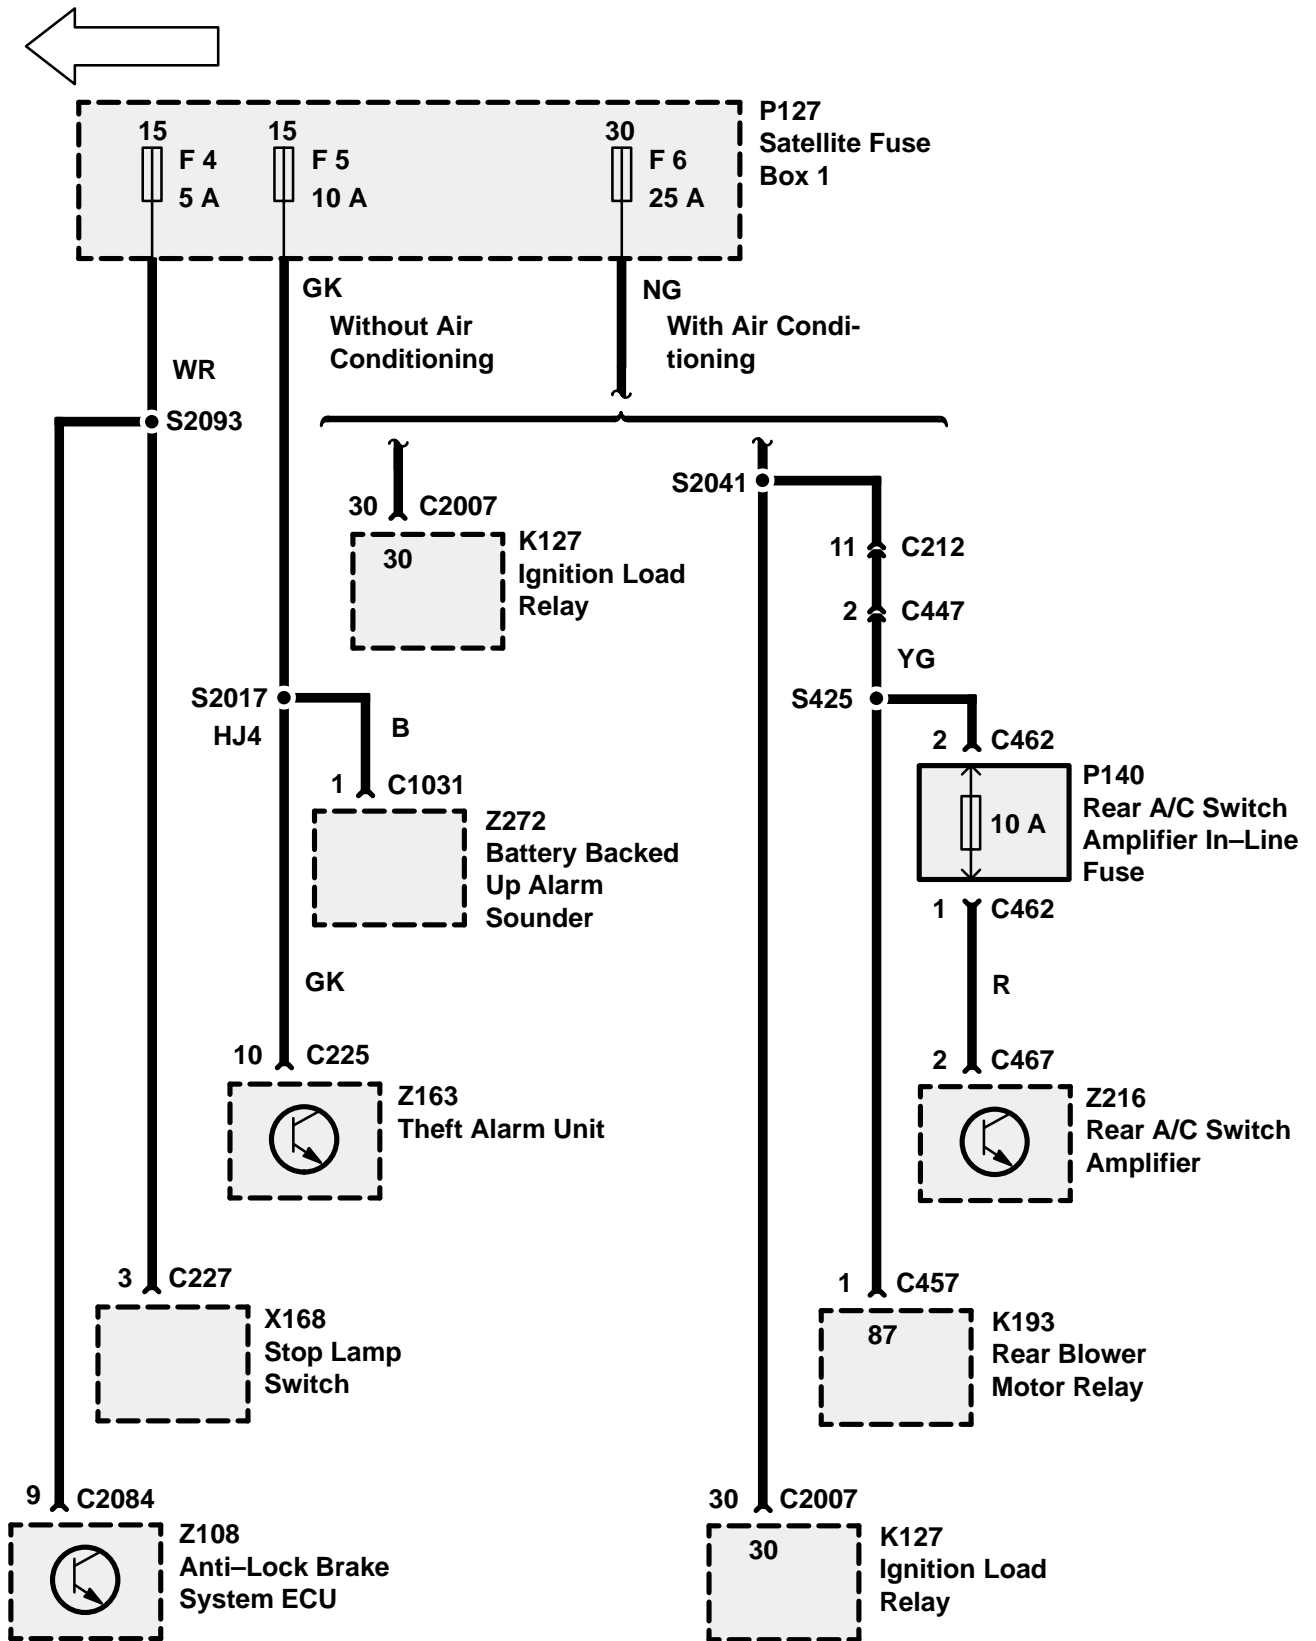 P127
Satellite Fuse
Box 1
15
F 4
5 A
15
F 5
10 A
30
F 6
25 A
GK
Without Air
Conditioning
NG
With Air Condi-
tioning
WR
S2093
S2041
30 C2007
K127
Ignition Load
Relay
30
11 C212
2 C447
YG
S2017
HJ4
B
S425
1 C1031
Z272
Battery Backed
Up Alarm
Sounder
2 C462
P140
Rear A/C Switch
Amplifier In–Line
Fuse
10 A
1 C462
GK
R
10 C225
Z163
Theft Alarm Unit
2 C467
Z216
Rear A/C Switch
Amplifier
3 C227
X168
Stop Lamp
Switch
1 C457
87
K193
Rear Blower
Motor Relay
9 C2084
Z108
Anti–Lock Brake
System ECU
30 C2007
30
K127
Ignition Load
Relay